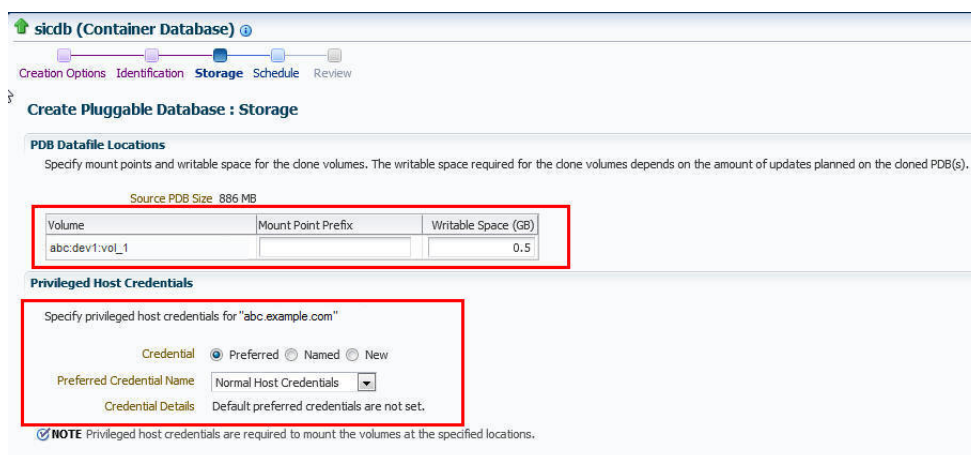 sicdb (Container Database)
Creation Options Identification Storage Schedule Review
Create Pluggable Database : Storage
PDB Datafile Locations
Specify mount points and writable space for the clone volumes. The writable space required for the clone volumes depends on the amount of updates planned on the cloned PDB(s).
Source PDB Size 886 MB
Volume Mount Point Prefix Writable Space (GB)
abc:dev1:vol_1 0.5
Privileged Host Credentials
Specify privileged host credentials for "abc.example.com"
Credential Preferred Named New
Preferred Credential Name Normal Host Credentials
Credential Details Default preferred credentials are not set.
NOTE Privileged host credentials are required to mount the volumes at the specified locations.